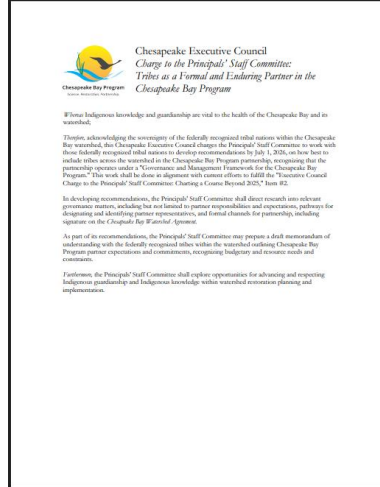 Chesapeake Executive Council
Charge to the Principals' Staff Committee:
Tribes as a Formal and Enduring Partner in the
Chesapeake Bay Program
Chesapeake Bay Program
Science. Restoration. Partnership.
Whereas Indigenous knowledge and guardianship are vital to the health of the Chesapeake Bay and its
watershed;
Therefore, acknowledging the sovereignty of the federally recognized tribal nations within the Chesapeake
Bay watershed, this Chesapeake Executive Council charges the Principals' Staff Committee to work with
those federally recognized tribal nations to develop recommendations by July 1, 2026, on how best to
include tribes across the watershed in the Chesapeake Bay Program partnership, recognizing that the
partnership operates under a "Governance and Management Framework for the Chesapeake Bay
Program." This work shall be done in alignment with current efforts to fulfill the "Executive Council
Charge to the Principals' Staff Committee: Charting a Course Beyond 2025," Item #2.
In developing recommendations, the Principals' Staff Committee shall direct research into relevant
governance matters, including but not limited to partner responsibilities and expectations, pathways for
designating and identifying partner representatives, and formal channels for partnership, including
signature on the Chesapeake Bay Watershed Agreement.
As part of its recommendations, the Principals' Staff Committee may prepare a draft memorandum of
understanding with the federally recognized tribes within the watershed outlining Chesapeake Bay
Program partner expectations and commitments, recognizing budgetary and resource needs and
constraints.
Furthermore, the Principals' Staff Committee shall explore opportunities for advancing and respecting
Indigenous guardianship and Indigenous knowledge within watershed restoration planning and
implementation.